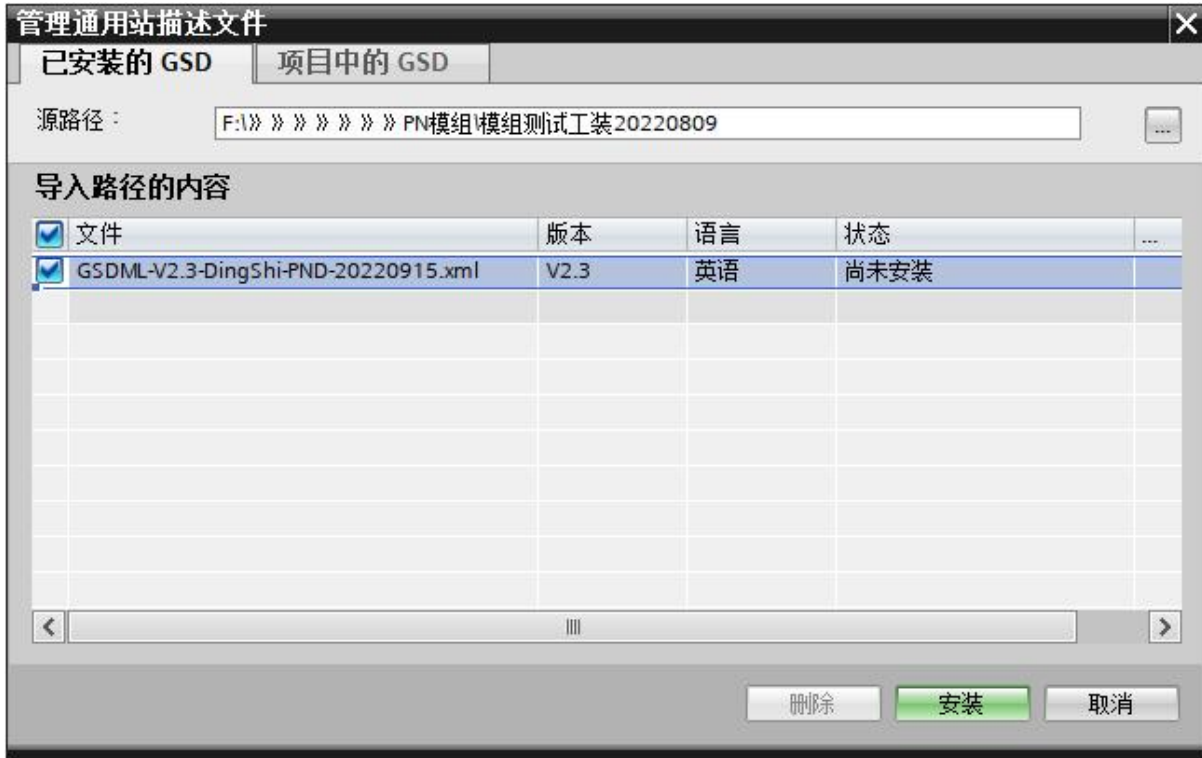 管理通用站描述文件
已安装的 GSD 项目中的 GSD
源路径： F:\》》》》》》》PN模组\模组测试工装20220809 ...
导入路径的内容
文件 版本 语言 状态 ...
GSDML-V2.3-DingShi-PND-20220915.xml V2.3 英语 尚未安装
删除 安装 取消